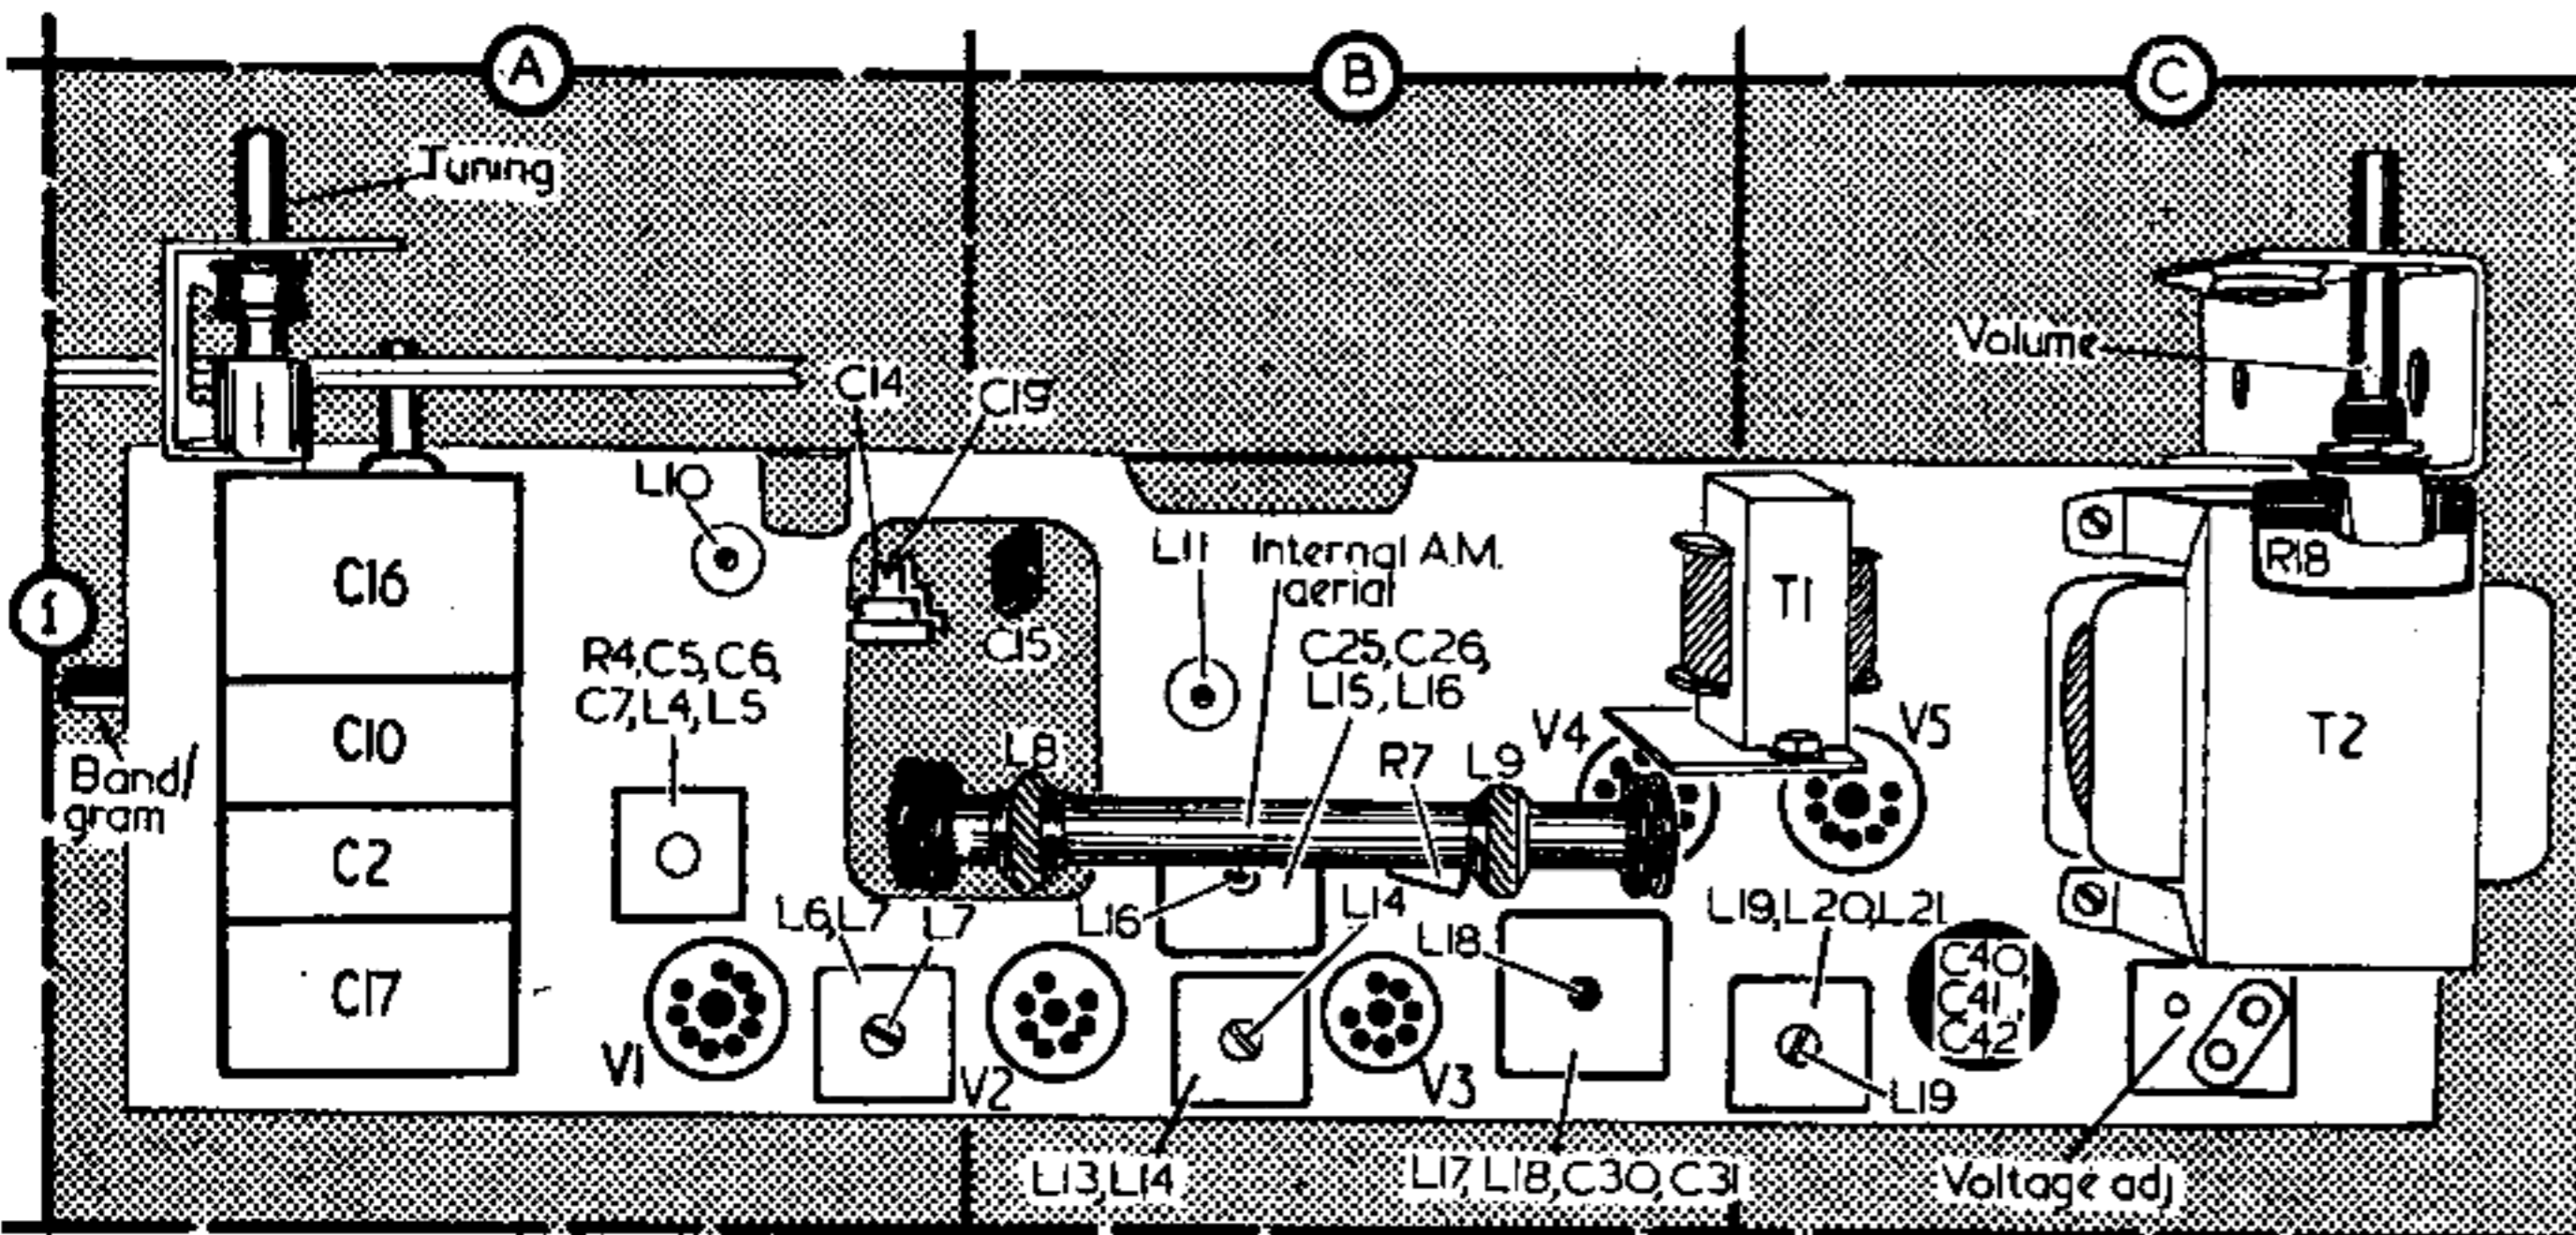 A
B
C
Tuning
Volume
C14
C19
L10
L11
Internal A.M.
aerial
R18
1
C16
T1
R4,C5,C6,
C7,L4,L5
C15
C25,C26,
L15,L16
V4
V5
T2
C10
Band/
gram
L8
R7
L9
C2
L6,L7
L7
L16
L14
L18
L19,L20,L21
C17
C40,
C41,
C42
V1
V2
V3
L19
L13,L14
L17,L18,C30,C31
Voltage adj